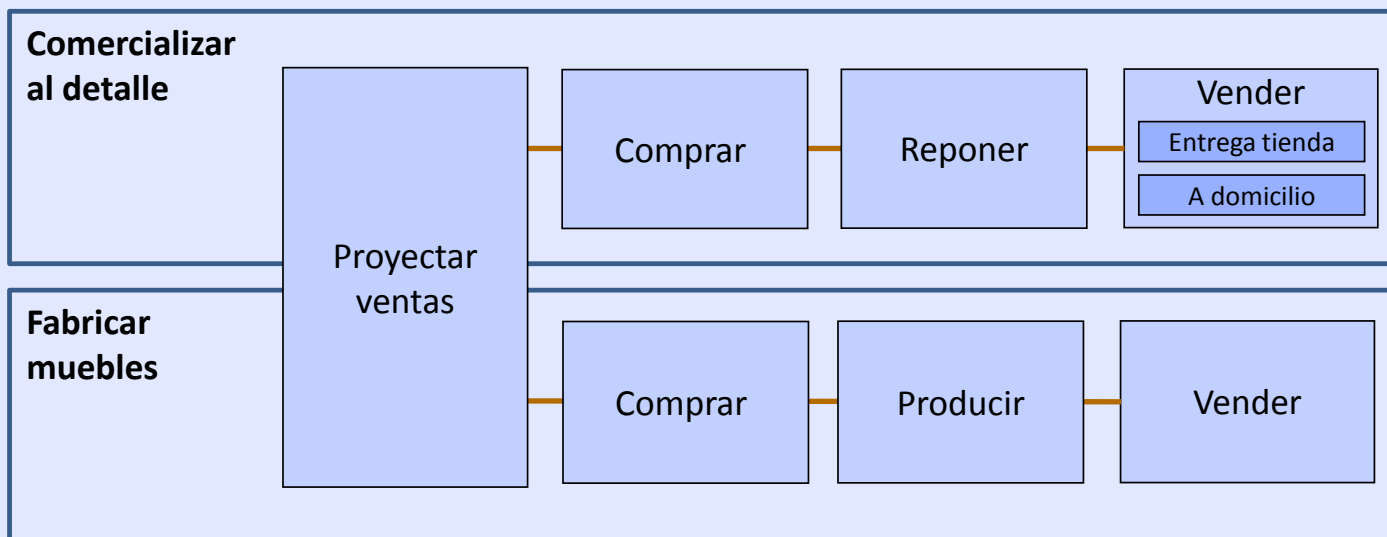 Comercializar
al detalle
Proyectar
ventas
Comprar
Reponer
Vender
Entrega tienda
A domicilio
Fabricar
muebles
Comprar
Producir
Vender